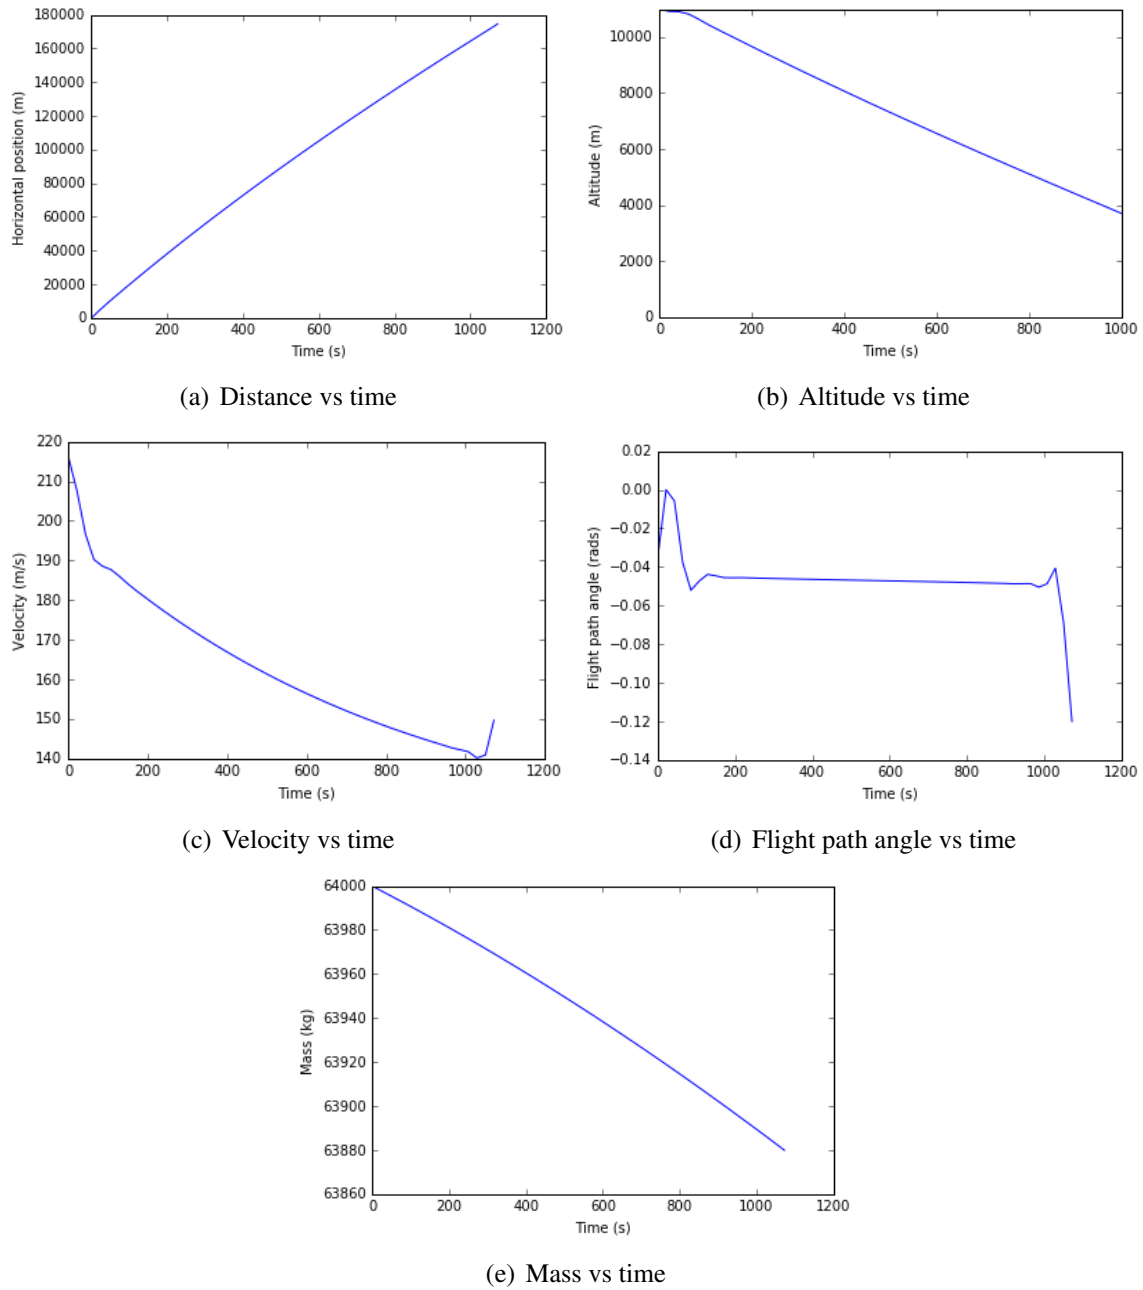 180000
160000
140000
120000
100000
80000
60000
40000
20000
0
Horizontal position (m)
0 200 400 600 800 1000 1200
Time (s)
(a) Distance vs time
10000
8000
6000
4000
2000
0
Altitude (m)
0 200 400 600 800 1000
Time (s)
(b) Altitude vs time
220
210
200
190
180
170
160
150
140
Velocity (m/s)
0 200 400 600 800 1000 1200
Time (s)
(c) Velocity vs time
0.02
0.00
−0.02
−0.04
−0.06
−0.08
−0.10
−0.12
−0.14
Flight path angle (rads)
0 200 400 600 800 1000 1200
Time (s)
(d) Flight path angle vs time
64000
63980
63960
63940
63920
63900
63880
63860
Mass (kg)
0 200 400 600 800 1000 1200
Time (s)
(e) Mass vs time